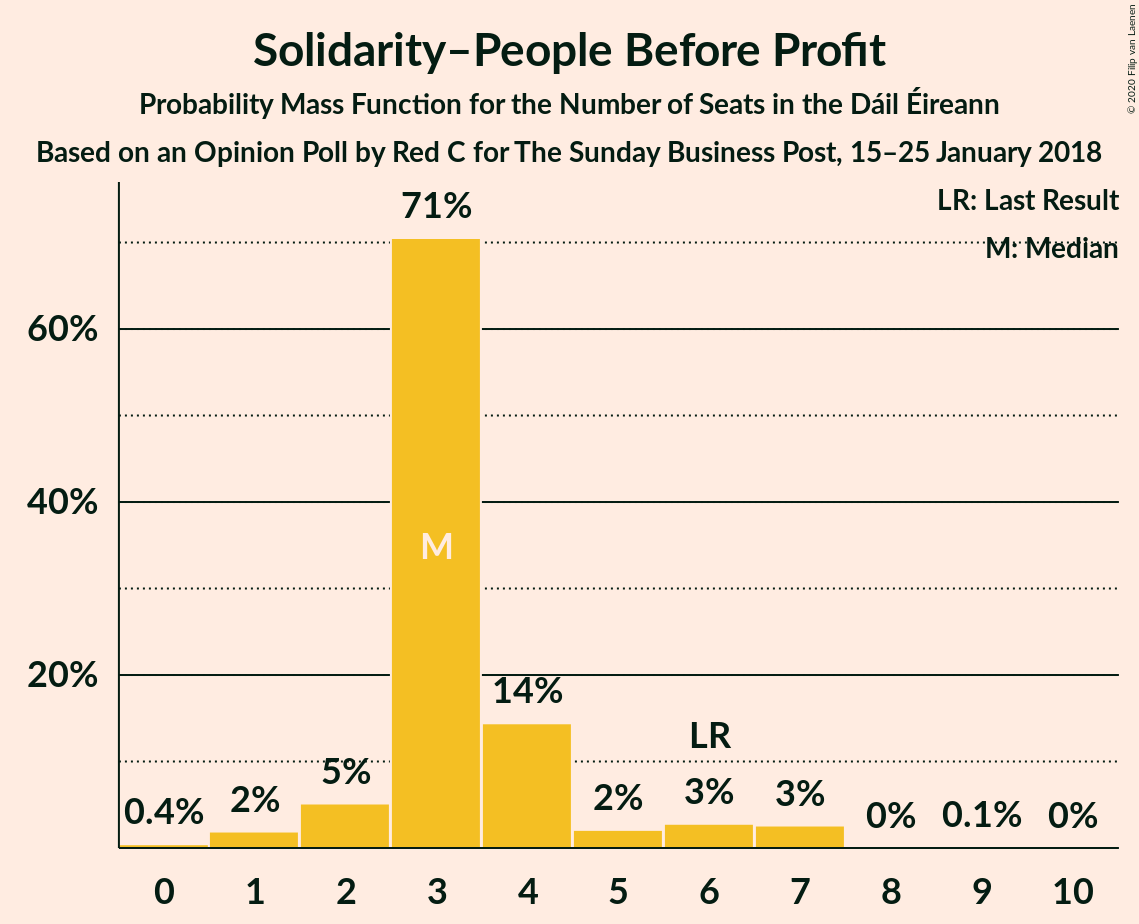 Solidarity–People Before Profit
Probability Mass Function for the Number of Seats in the Dáil Éireann
Based on an Opinion Poll by Red C for The Sunday Business Post, 15–25 January 2018
© 2020 Filip van Laenen
LR: Last Result
M: Median
60%
40%
20%
0.4%
2%
5%
71%
M
14%
2%
LR
3%
3%
0%
0.1%
0%
0 1 2 3 4 5 6 7 8 9 10